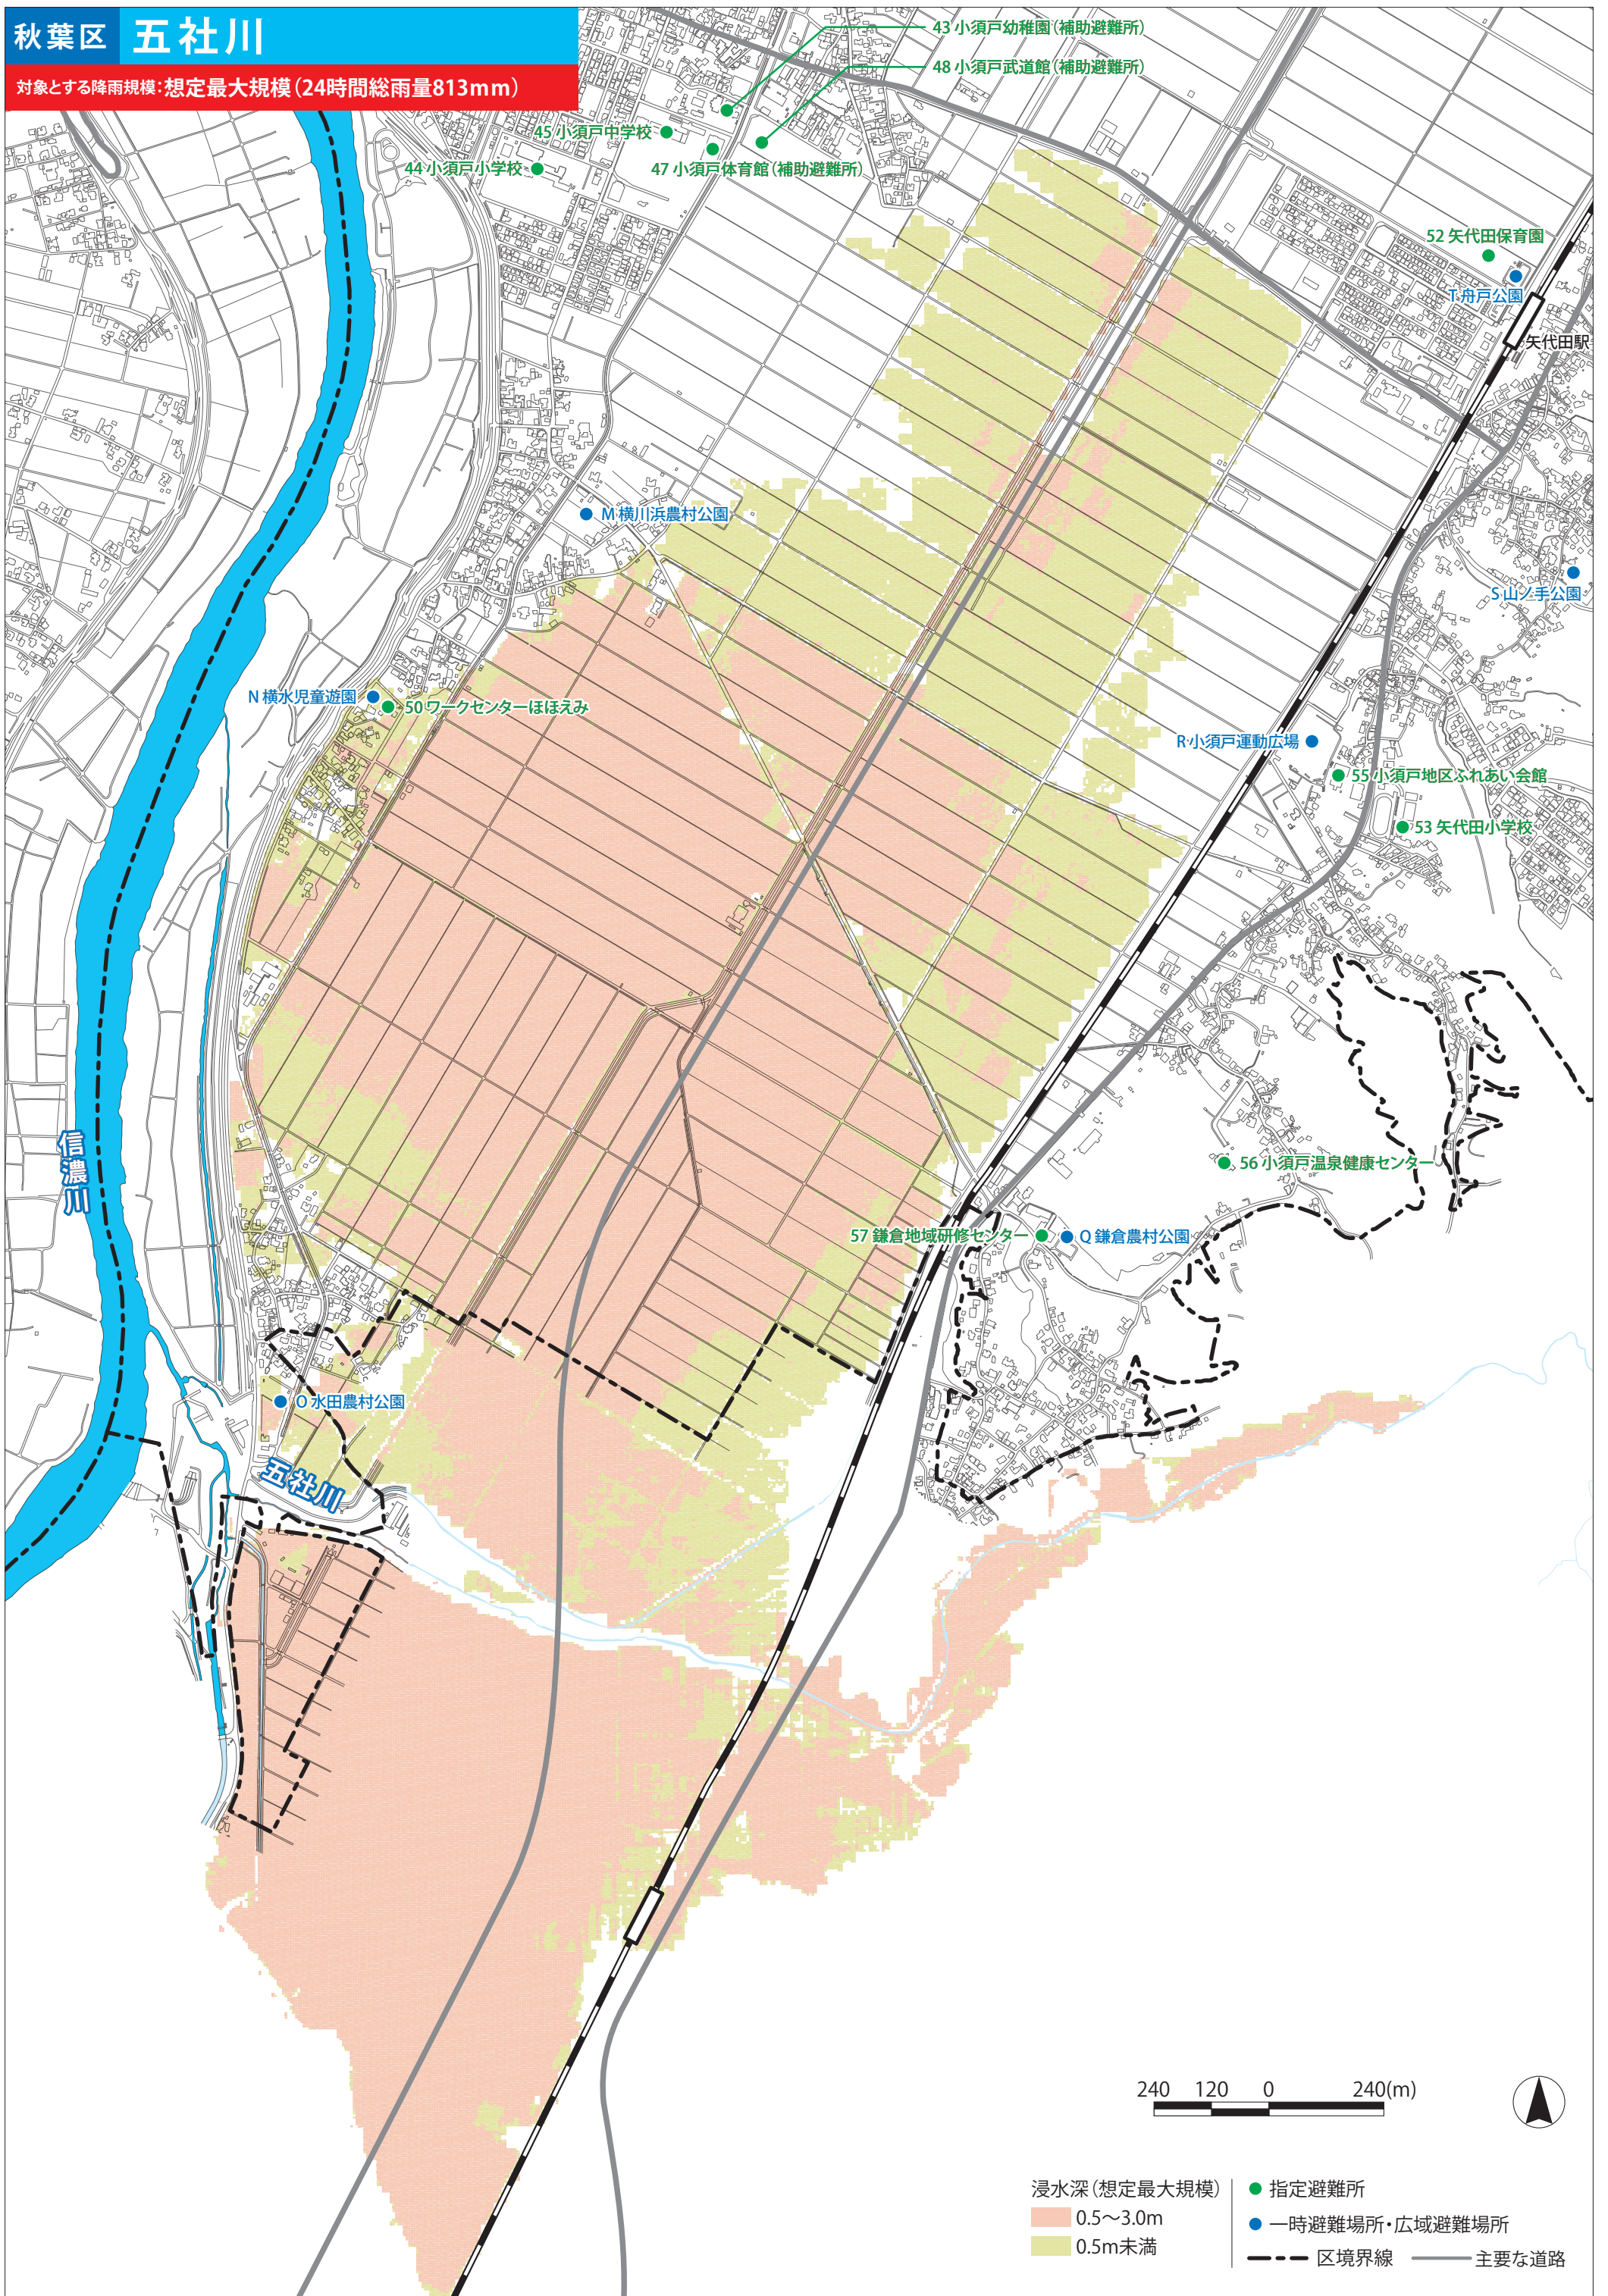 秋葉区 五社川
対象とする降雨規模:想定最大規模(24時間総雨量813mm)
43 小須戸幼稚園(補助避難所)
48 小須戸武道館(補助避難所)
45 小須戸中学校
44 小須戸小学校
47 小須戸体育館(補助避難所)
52 矢代田保育園
T 舟戸公園
矢代田駅
M 横川浜農村公園
S 山ノ手公園
N 横水児童遊園
50 ワークセンターほほえみ
R 小須戸運動広場
55 小須戸地区ふれあい会館
53 矢代田小学校
信濃川
56 小須戸温泉健康センター
57 鎌倉地域研修センター
Q 鎌倉農村公園
O 水田農村公園
五社川
240 120 0 240(m)
浸水深(想定最大規模)
0.5〜3.0m
0.5m未満
指定避難所
一時避難場所・広域避難場所
区境界線
主要な道路